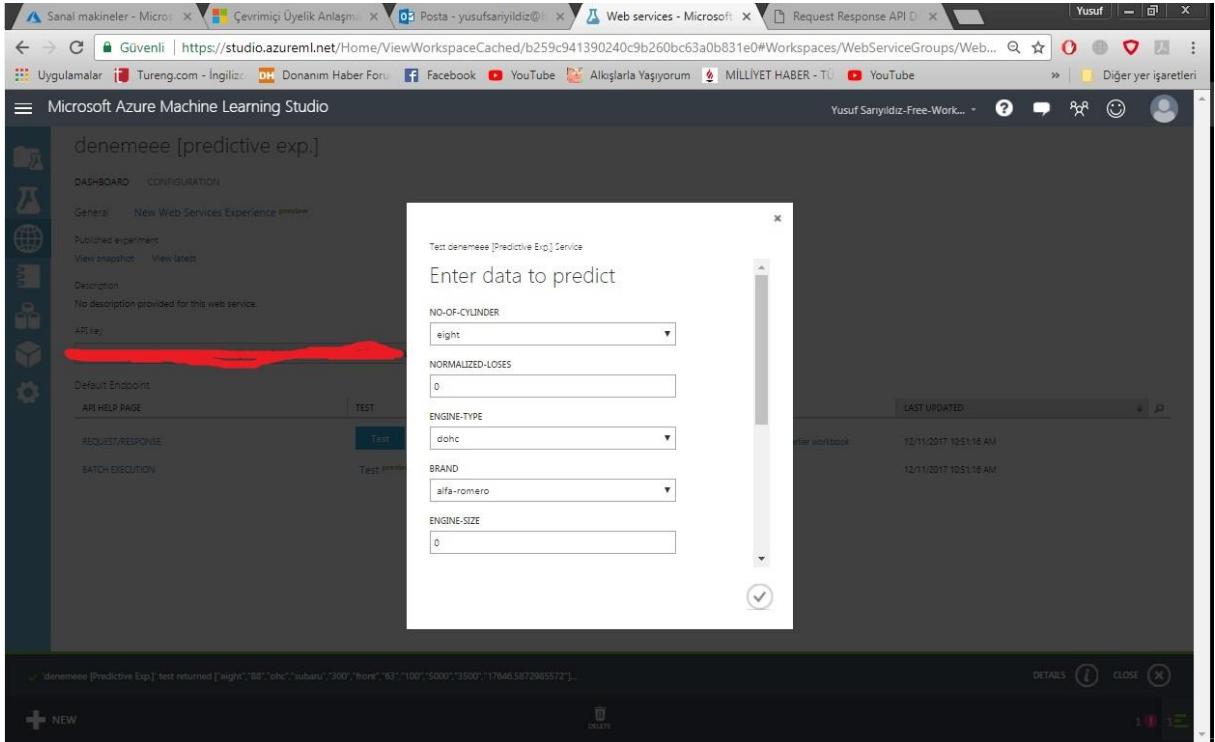 Sanal makineler - Micros
Çevrimiçi Üyelik Anlaşma
Posta - yusufsariyildiz@
Web services - Microsoft
Request Response API D
Yusuf
Güvenli
https://studio.azureml.net/Home/ViewWorkspaceCached/b259c941390240c9b260bc63a0b831e0#Workspaces/WebServiceGroups/Web...
Uygulamalar
Tureng.com - İngilizc
Donanım Haber Foru
Facebook
YouTube
Alkışlarla Yaşıyorum
MİLLİYET HABER - TÜ
YouTube
»
Diğer yer işaretleri
Microsoft Azure Machine Learning Studio
Yusuf Sarıyıldız-Free-Work...
denemeee [predictive exp.]
DASHBOARD CONFIGURATION
General New Web Services Experience preview
Published experiment
View snapshot View latest
Description
No description provided for this web service.
API key
Default Endpoint
API HELP PAGE TEST LAST UPDATED
REQUEST/RESPONSE Test workbook 12/11/2017 10:51:16 AM
BATCH EXECUTION Test 12/11/2017 10:51:16 AM
Test denemeee [Predictive Exp.] Service
Enter data to predict
NO-OF-CYLINDER
eight
NORMALIZED-LOSES
0
ENGINE-TYPE
dohc
BRAND
alfa-romero
ENGINE-SIZE
0
'denemeee [Predictive Exp.]' test returned ["eight","88","ohc","subaru","300","front","63","100","5000","3500","17646.5872985572"]...
DETAILS CLOSE
NEW
DELETE
1 1